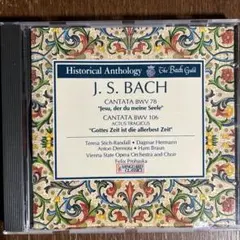 Historical Anthology The Bach Guild
J. S. BACH
CANTATA BWV 78
"Jesu, der du meine Seele"
CANTATA BWV 106
ACTUS TRAGICUS
"Gottes Zeit ist die allerbest Zeit"
Teresa Stich-Randall • Dagmar Hermann
Anton Dermota • Hans Braun
Vienna State Opera Orchestra and Choir
Felix Prohaska
VANGUARD
CLASSICS